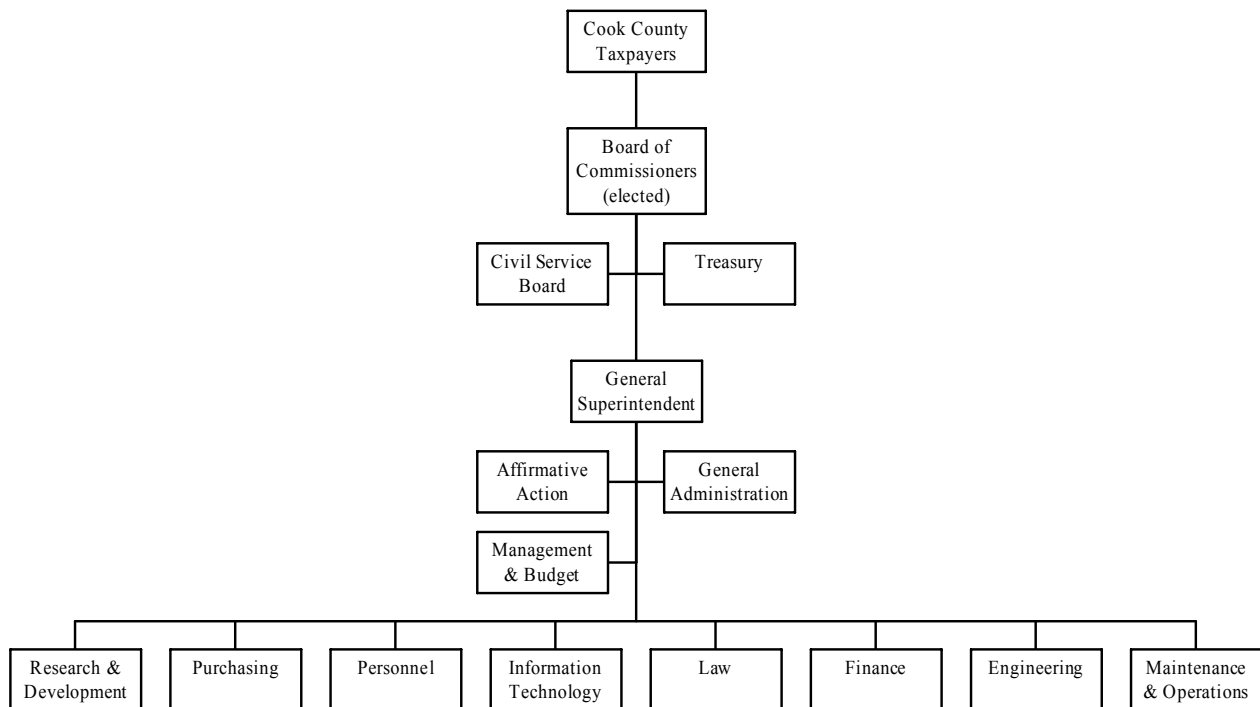 Cook County
Taxpayers
Board of
Commissioners
(elected)
Civil Service
Board
Treasury
General
Superintendent
Affirmative
Action
General
Administration
Management
& Budget
Research &
Development
Purchasing
Personnel
Information
Technology
Law
Finance
Engineering
Maintenance
& Operations